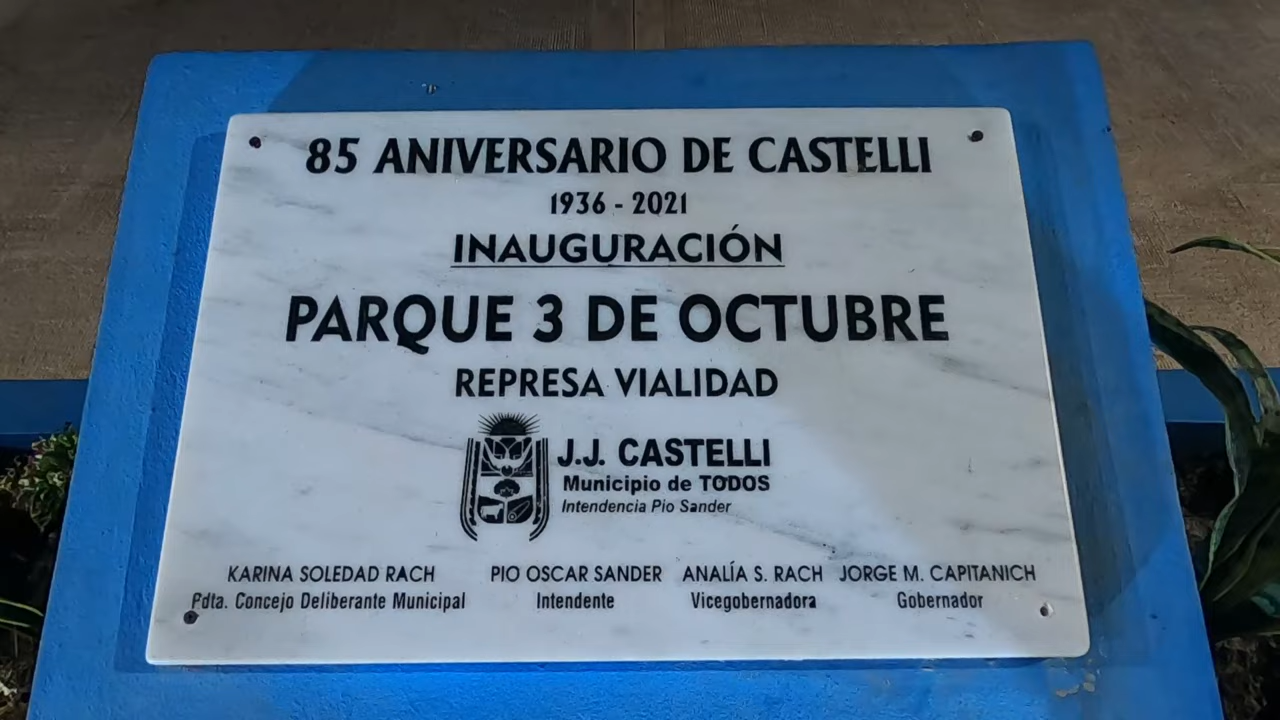 85 ANIVERSARIO DE CASTELLI
1936 - 2021
INAUGURACIÓN
PARQUE 3 DE OCTUBRE
REPRESA VIALIDAD
J.J. CASTELLI
Municipio de TODOS
Intendencia Pio Sander
KARINA SOLEDAD RACH PIO OSCAR SANDER ANALÍA S. RACH JORGE M. CAPITANICH
Pdta. Concejo Deliberante Municipal Intendente Vicegobernadora Gobernador